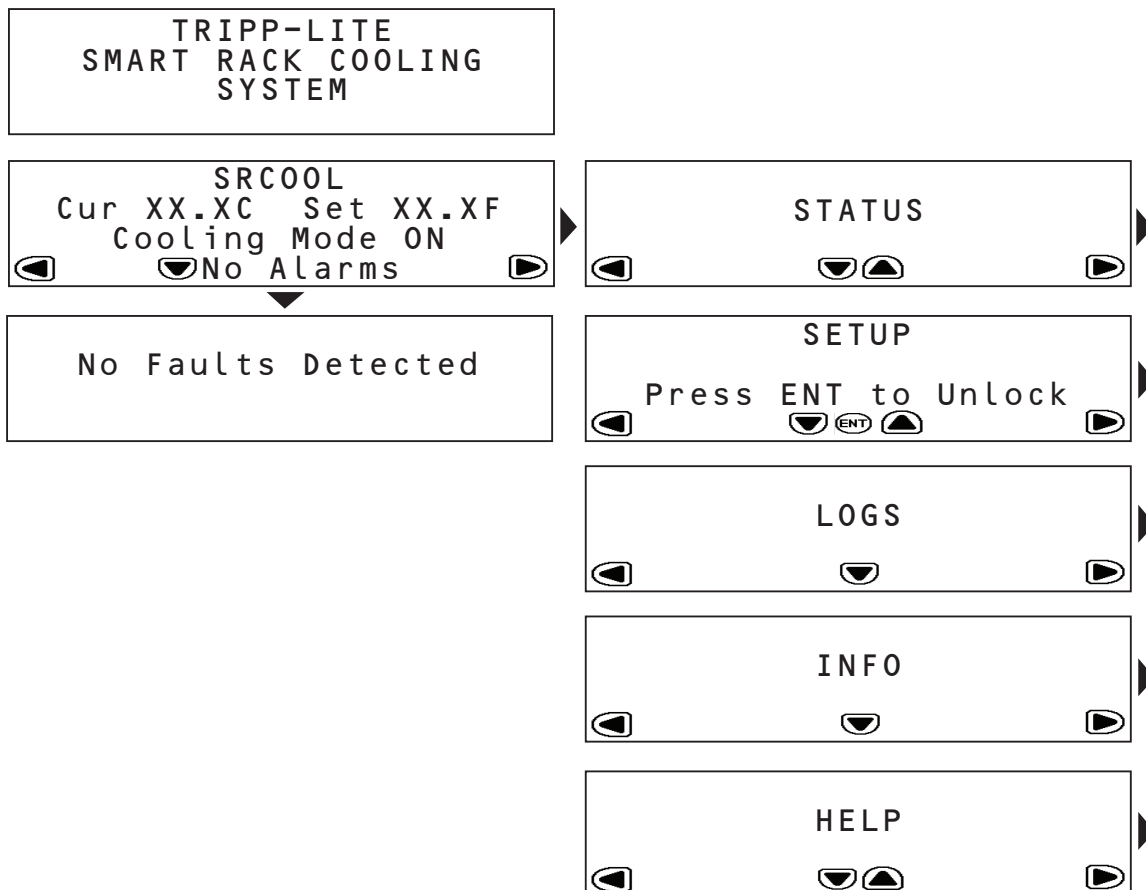 TRIPP-LITE
SMART RACK COOLING
SYSTEM
SRCOOL
Cur XX.XC Set XX.XF
Cooling Mode ON
No Alarms
No Faults Detected
STATUS
SETUP
Press ENT to Unlock
ENT
LOGS
INFO
HELP